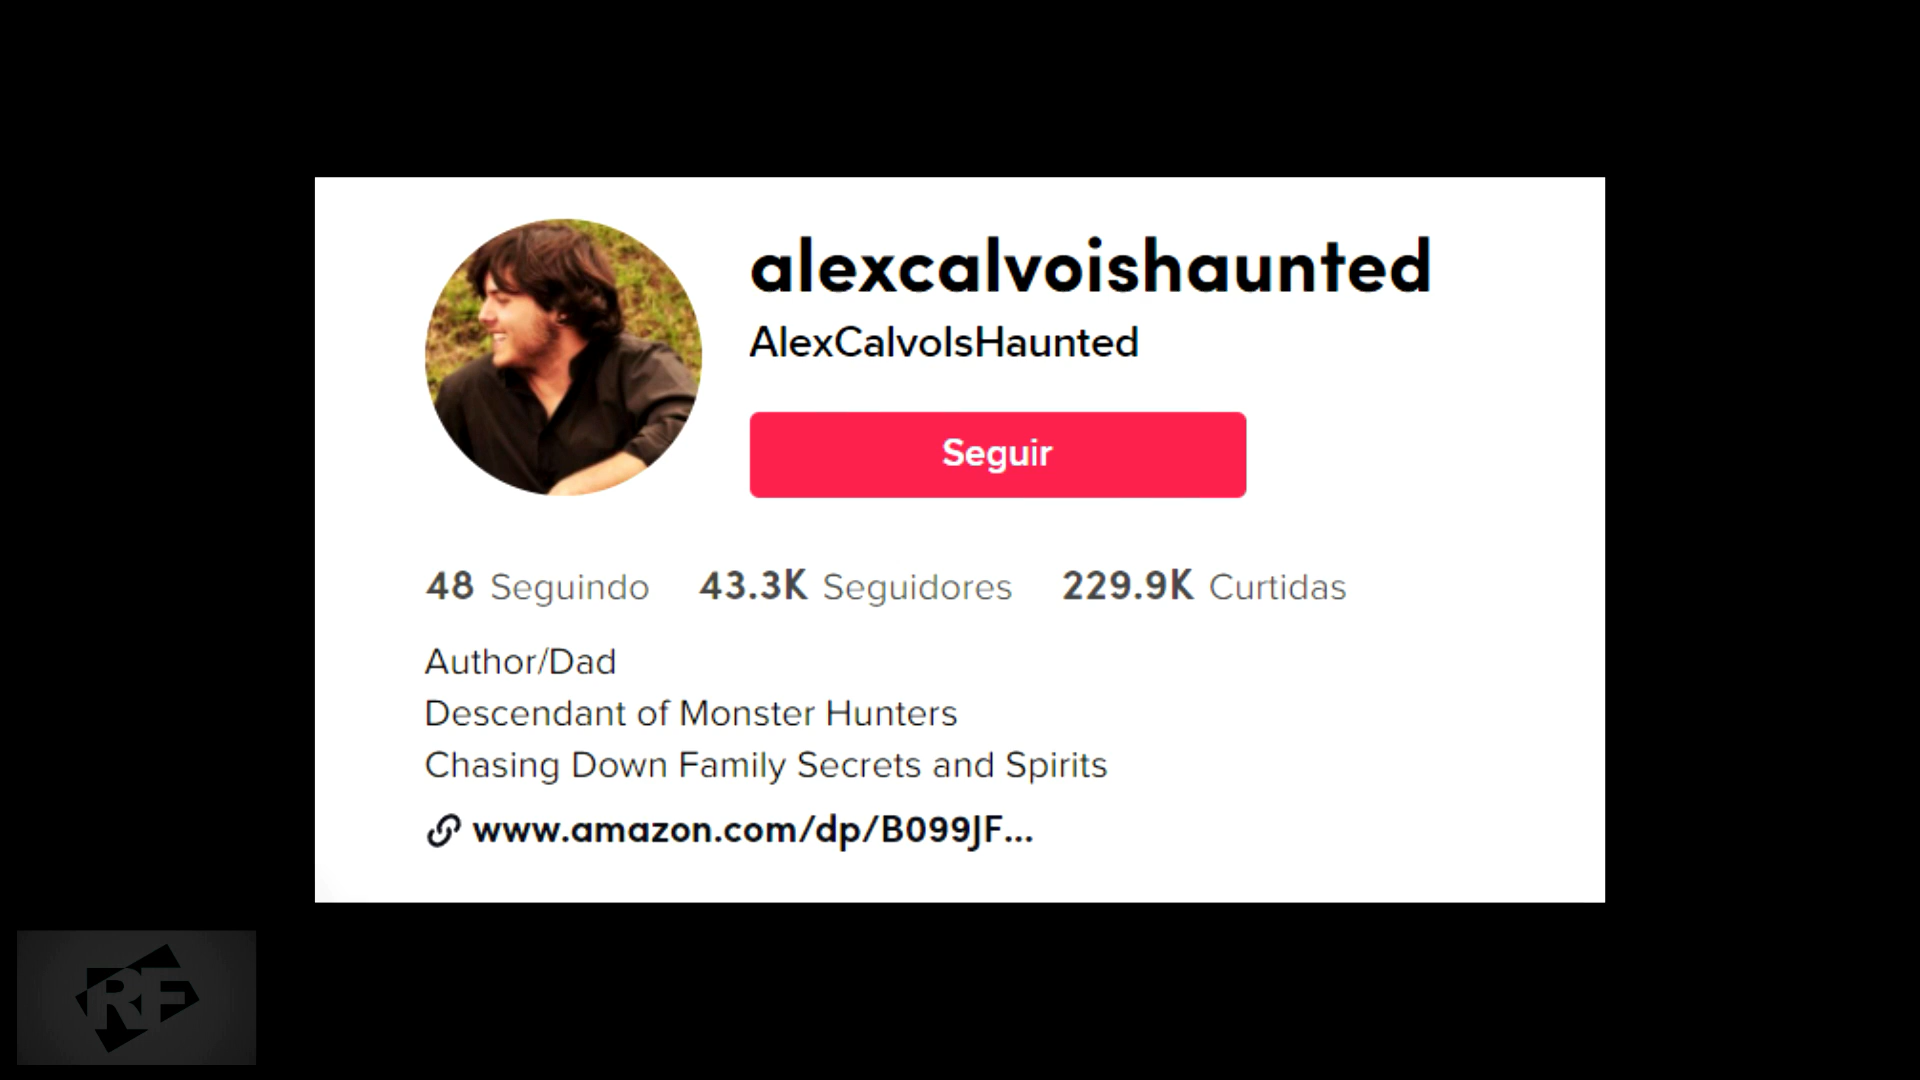 alexcalvoishaunted
AlexCalvoIsHaunted
Seguir
48 Seguindo 43.3K Seguidores 229.9K Curtidas
Author/Dad
Descendant of Monster Hunters
Chasing Down Family Secrets and Spirits
www.amazon.com/dp/B099JF...
RF